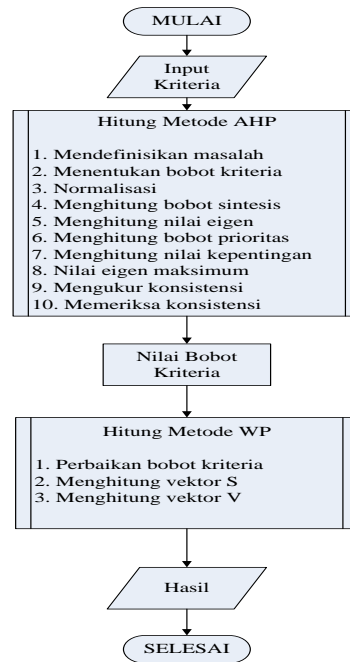 MULAI
Input
Kriteria
Hitung Metode AHP
1. Mendefinisikan masalah
2. Menentukan bobot kriteria
3. Normalisasi
4. Menghitung bobot sintesis
5. Menghitung nilai eigen
6. Menghitung bobot prioritas
7. Menghitung nilai kepentingan
8. Nilai eigen maksimum
9. Mengukur konsistensi
10. Memeriksa konsistensi
Nilai Bobot
Kriteria
Hitung Metode WP
1. Perbaikan bobot kriteria
2. Menghitung vektor S
3. Menghitung vektor V
Hasil
SELESAI